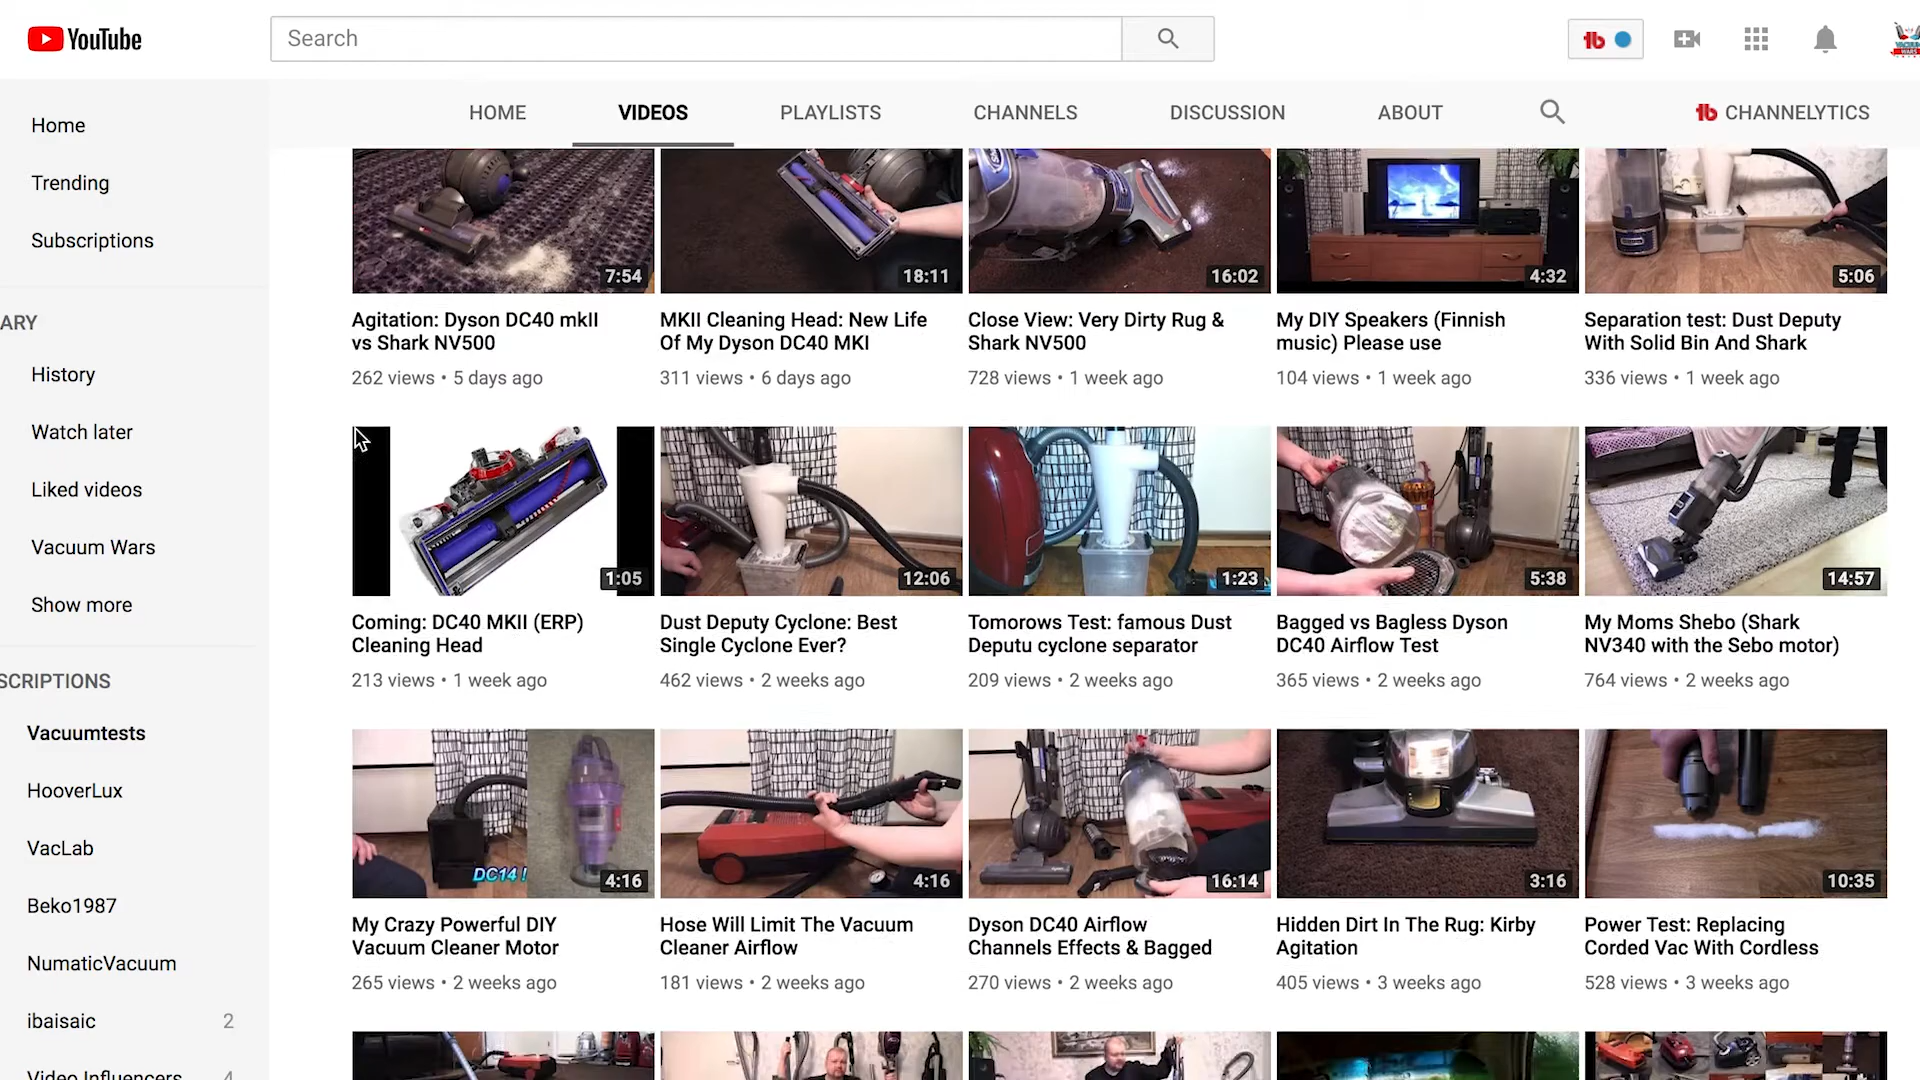 YouTube
Search
HOME
VIDEOS
PLAYLISTS
CHANNELS
DISCUSSION
ABOUT
CHANNELYTICS
Home
Trending
Subscriptions
ARY
History
Watch later
Liked videos
Vacuum Wars
Show more
SCRIPTIONS
Vacuumtests
HooverLux
VacLab
Beko1987
NumaticVacuum
ibaisaic 2
Video Influencers 4
7:54
Agitation: Dyson DC40 mkII
vs Shark NV500
262 views • 5 days ago
18:11
MKII Cleaning Head: New Life
Of My Dyson DC40 MKI
311 views • 6 days ago
16:02
Close View: Very Dirty Rug &
Shark NV500
728 views • 1 week ago
4:32
My DIY Speakers (Finnish
music) Please use
104 views • 1 week ago
5:06
Separation test: Dust Deputy
With Solid Bin And Shark
336 views • 1 week ago
1:05
Coming: DC40 MKII (ERP)
Cleaning Head
213 views • 1 week ago
12:06
Dust Deputy Cyclone: Best
Single Cyclone Ever?
462 views • 2 weeks ago
1:23
Tomorows Test: famous Dust
Deputu cyclone separator
209 views • 2 weeks ago
5:38
Bagged vs Bagless Dyson
DC40 Airflow Test
365 views • 2 weeks ago
14:57
My Moms Shebo (Shark
NV340 with the Sebo motor)
764 views • 2 weeks ago
DC14 !
4:16
My Crazy Powerful DIY
Vacuum Cleaner Motor
265 views • 2 weeks ago
4:16
Hose Will Limit The Vacuum
Cleaner Airflow
181 views • 2 weeks ago
16:14
Dyson DC40 Airflow
Channels Effects & Bagged
270 views • 2 weeks ago
3:16
Hidden Dirt In The Rug: Kirby
Agitation
405 views • 3 weeks ago
10:35
Power Test: Replacing
Corded Vac With Cordless
528 views • 3 weeks ago